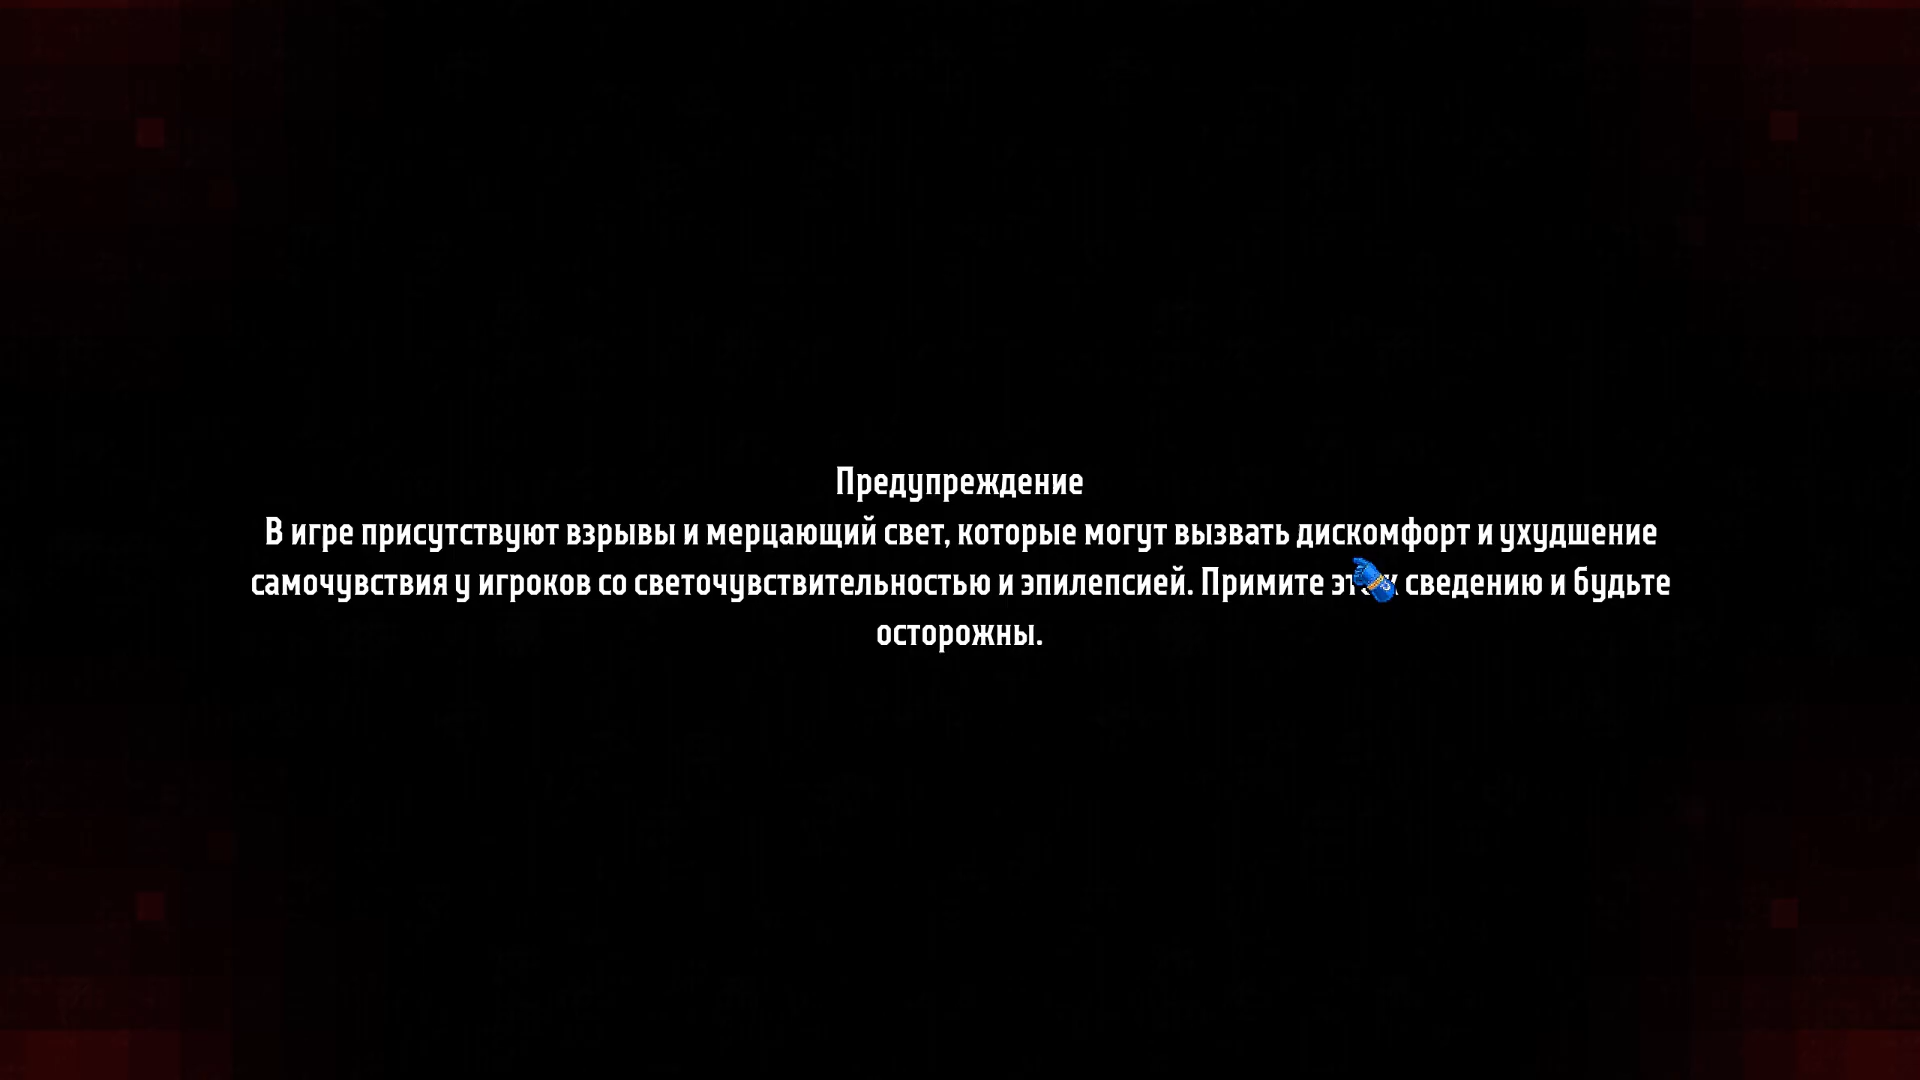 Предупреждение
В игре присутствуют взрывы и мерцающий свет, которые могут вызвать дискомфорт и ухудшение
самочувствия у игроков со светочувствительностью и эпилепсией. Примите это к сведению и будьте
осторожны.